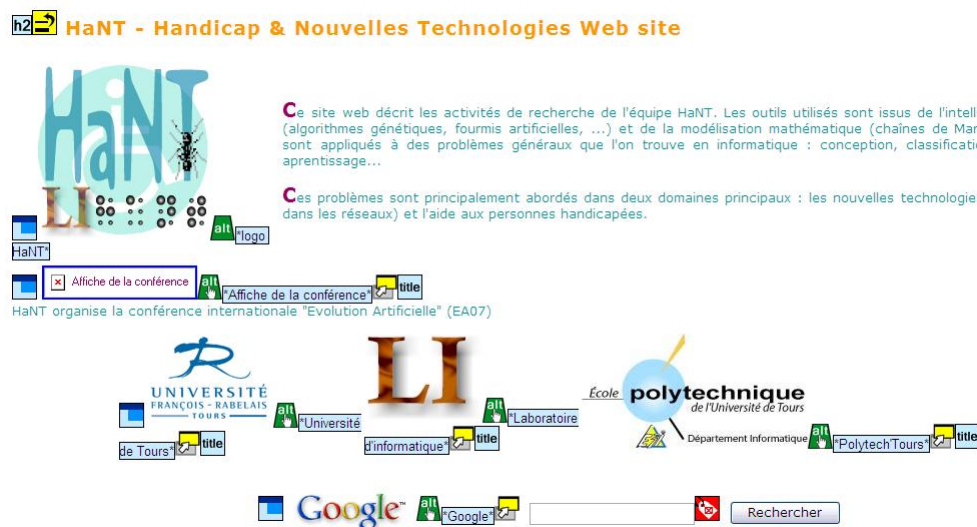 h2 HaNT - Handicap & Nouvelles Technologies Web site
HaNT
Ce site web décrit les activités de recherche de l'équipe HaNT. Les outils utilisés sont issus de l'intell
(algorithmes génétiques, fourmis artificielles, ...) et de la modélisation mathématique (chaînes de Mar
sont appliqués à des problèmes généraux que l'on trouve en informatique : conception, classificatio
aprentissage...
Ces problèmes sont principalement abordés dans deux domaines principaux : les nouvelles technologie
dans les réseaux) et l'aide aux personnes handicapées.
LI
alt *logo
HaNT*
Affiche de la conférence alt *Affiche de la conférence* title
HaNT organise la conférence internationale "Evolution Artificielle" (EA07)
UNIVERSITÉ
FRANÇOIS - RABELAIS
TOURS
alt *Université
de Tours* title
LI
alt *Laboratoire
d'informatique* title
École polytechnique
de l'Université de Tours
Département Informatique alt *Polytech'Tours* title
Google™ alt *Google* Rechercher